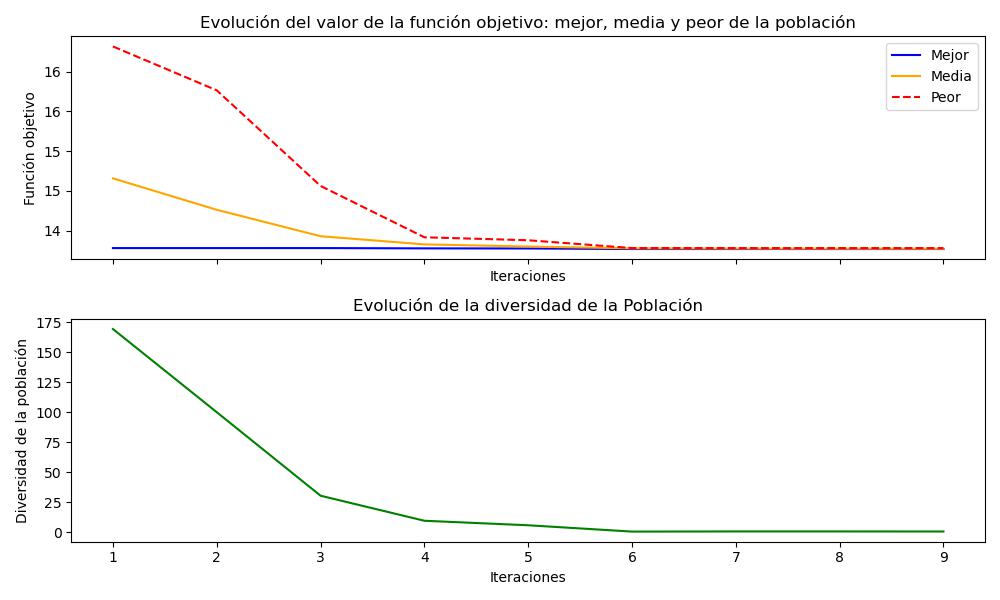 Evolución del valor de la función objetivo: mejor, media y peor de la población
Mejor
Media
Peor
16
16
15
15
14
Función objetivo
Iteraciones
Evolución de la diversidad de la Población
175
150
125
100
75
50
25
0
Diversidad de la población
1 2 3 4 5 6 7 8 9
Iteraciones